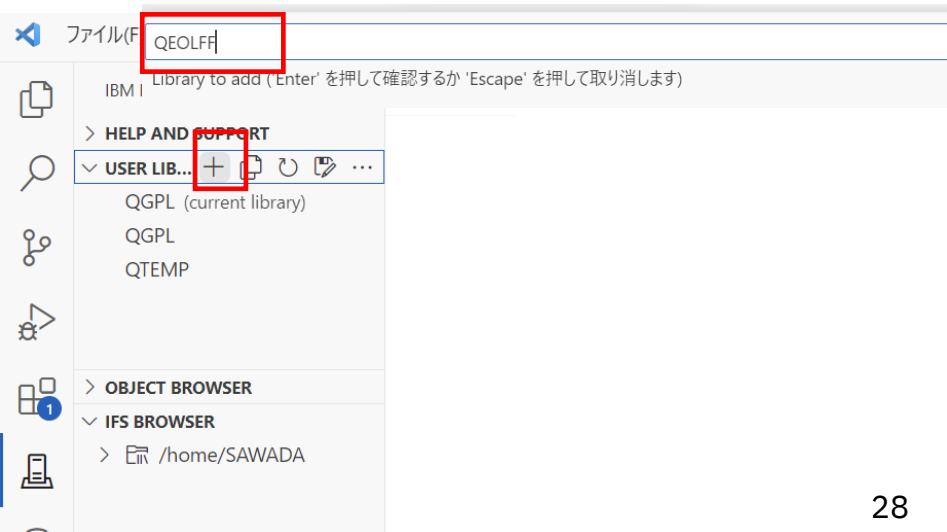 ファイル(F
QEOLFF
Library to add ('Enter' を押して確認するか 'Escape' を押して取り消します)
IBM I
HELP AND SUPPORT
USER LIB...
QGPL (current library)
QGPL
QTEMP
OBJECT BROWSER
1
IFS BROWSER
/home/SAWADA
28